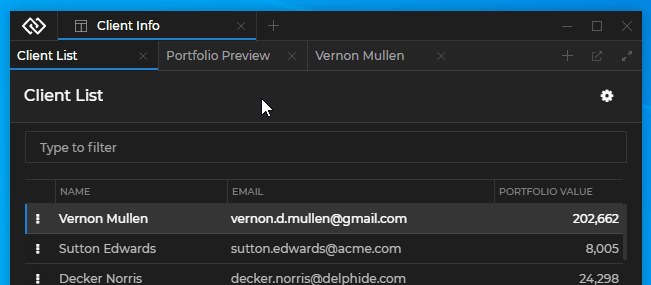 Client Info
Client List Portfolio Preview Vernon Mullen
Client List
Type to filter
NAME EMAIL PORTFOLIO VALUE
Vernon Mullen vernon.d.mullen@gmail.com 202,662
Sutton Edwards sutton.edwards@acme.com 8,005
Decker Norris decker.norris@delphide.com 24,298